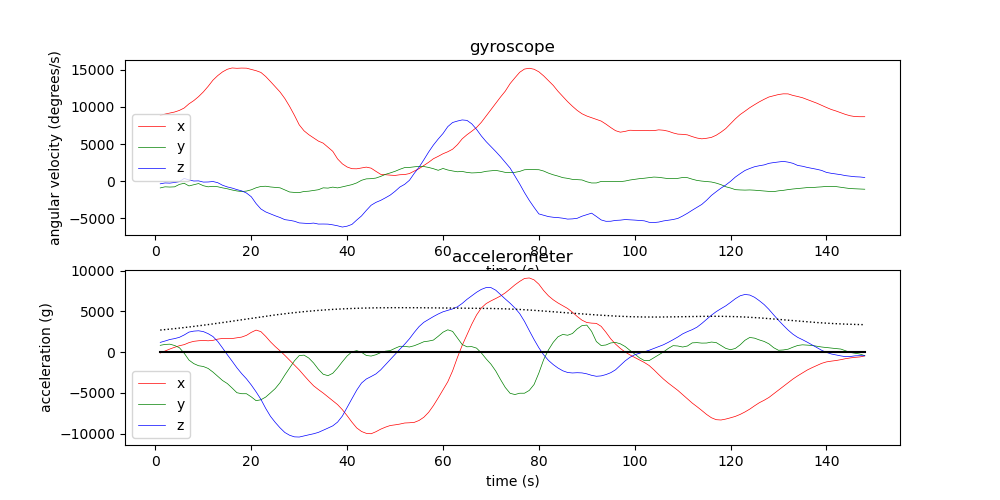 gyroscope
angular velocity (degrees/s)
15000
10000
5000
0
−5000
x
y
z
0 20 40 60 80 100 120 140
time (s)
accelerometer
acceleration (g)
10000
5000
0
−5000
−10000
x
y
z
0 20 40 60 80 100 120 140
time (s)